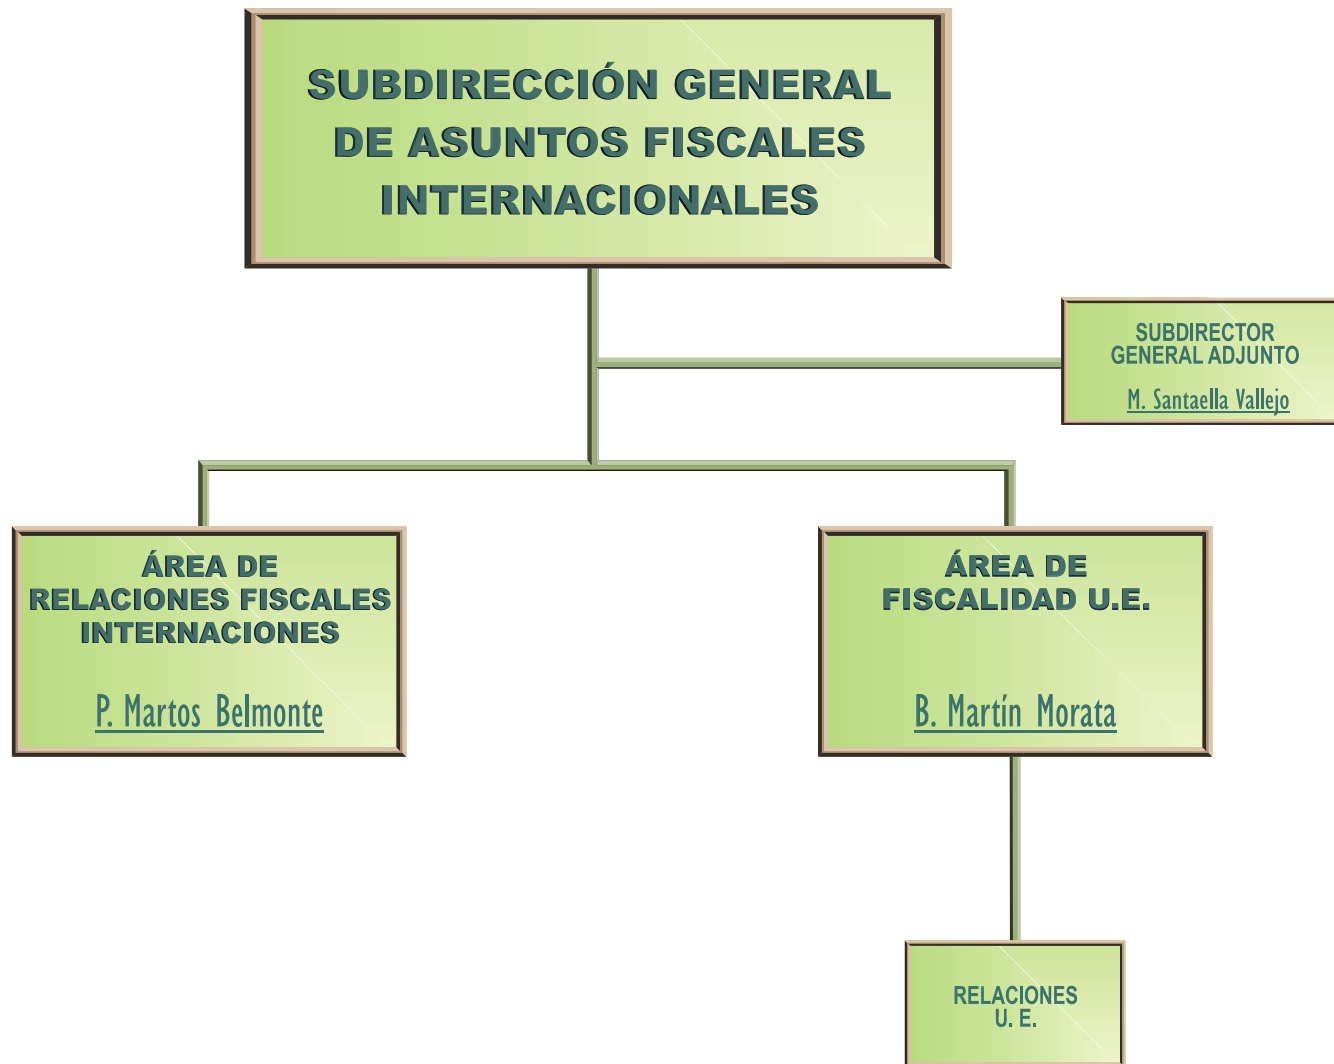 SUBDIRECCIÓN GENERAL
DE ASUNTOS FISCALES
INTERNACIONALES
SUBDIRECTOR
GENERAL ADJUNTO
M. Santaella Vallejo
ÁREA DE
RELACIONES FISCALES
INTERNACIONES
P. Martos Belmonte
ÁREA DE
FISCALIDAD U.E.
B. Martín Morata
RELACIONES
U. E.